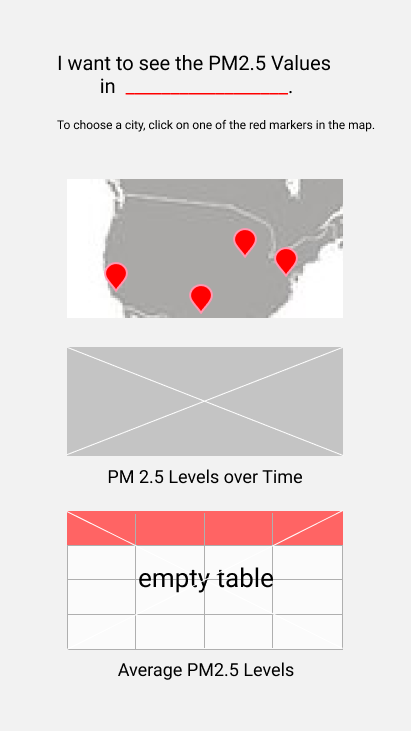 I want to see the PM2.5 Values
in _________________.
To choose a city, click on one of the red markers in the map.
PM 2.5 Levels over Time
empty table
Average PM2.5 Levels